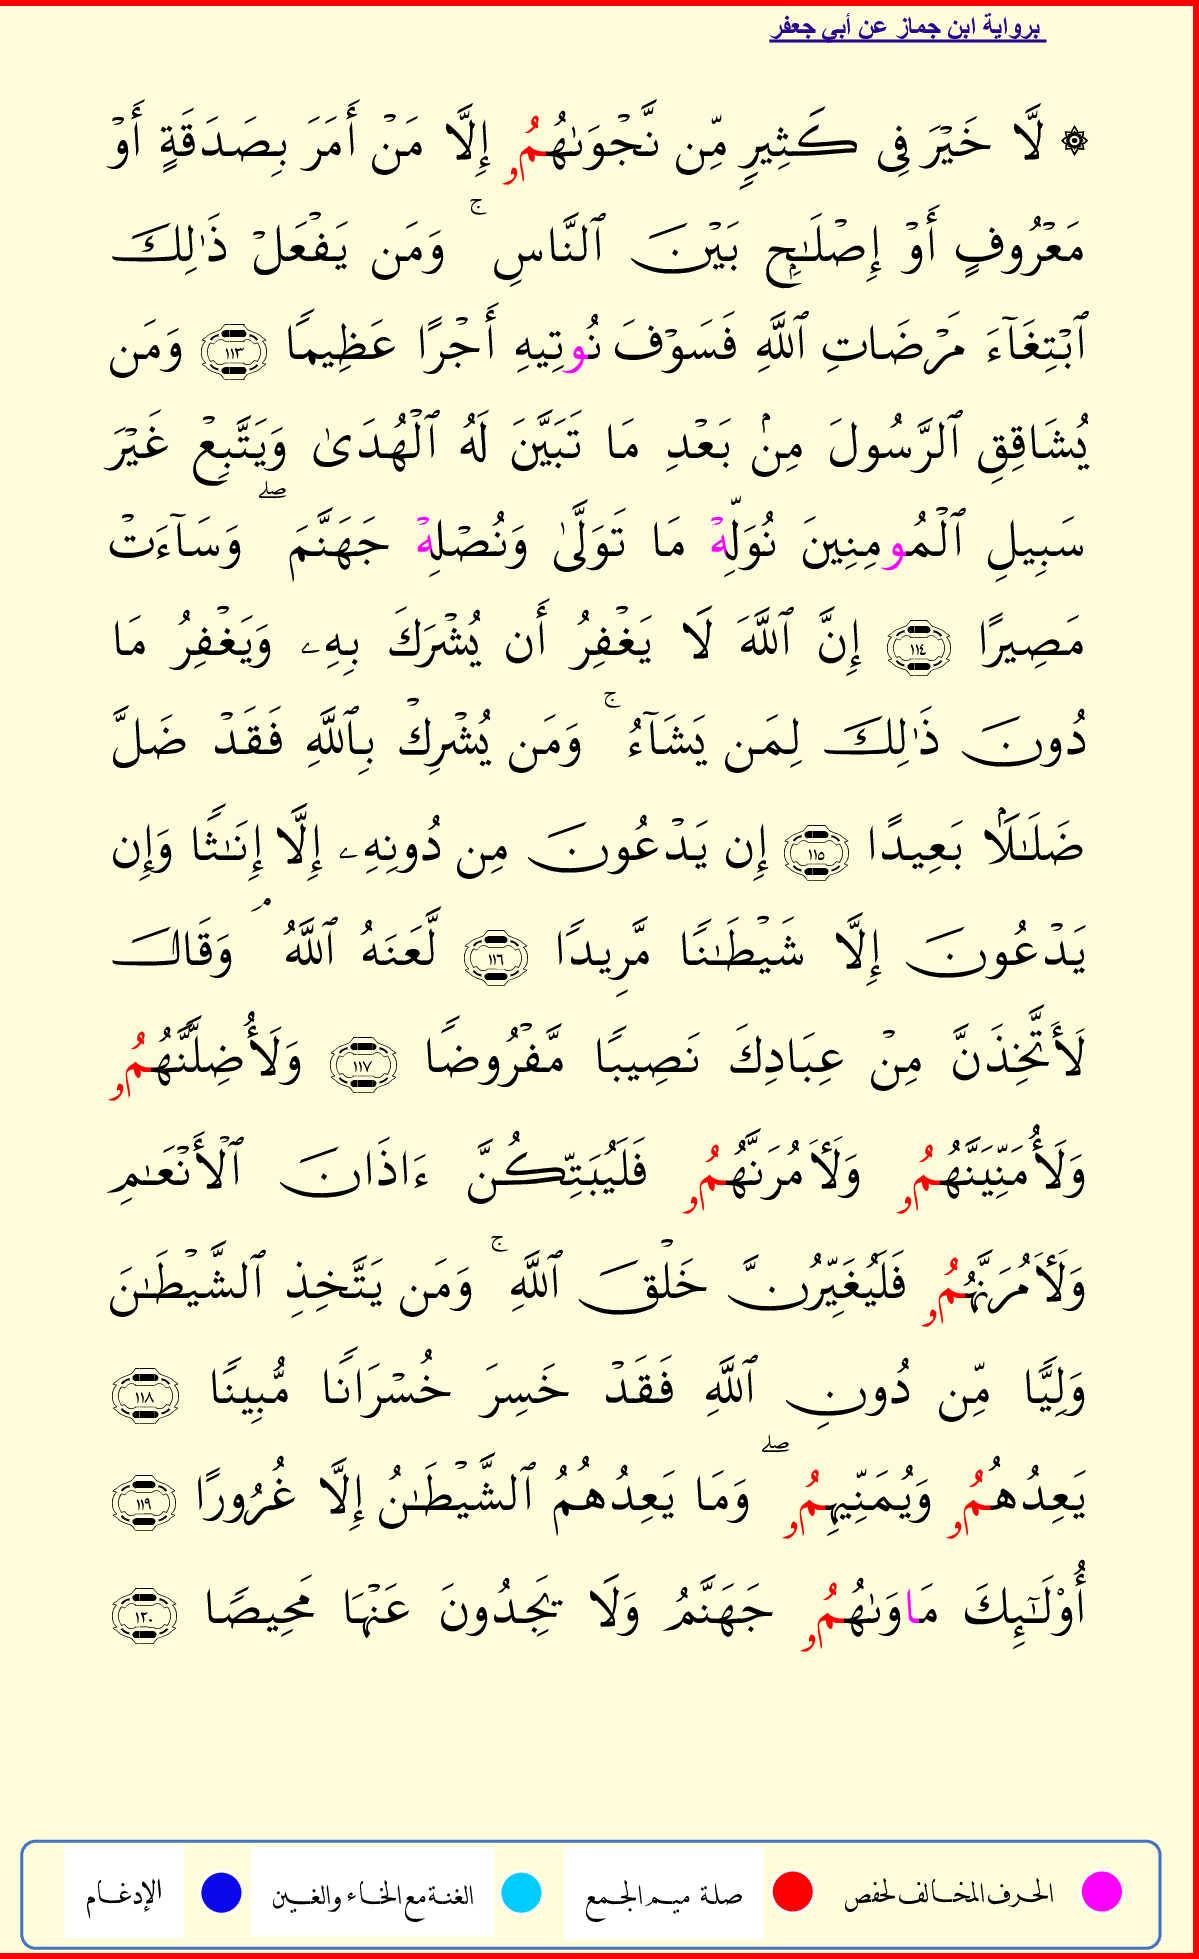 برواية ابن جماز عن أبي جعفر
۞ لَّا خَيۡرَ فِي كَثِيرٖ مِّن نَّجۡوَىٰهُمُۥ إِلَّا مَنۡ أَمَرَ بِصَدَقَةٍ أَوۡ
مَعۡرُوفٍ أَوۡ إِصۡلَٰحِۭ بَيۡنَ ٱلنَّاسِۚ وَمَن يَفۡعَلۡ ذَٰلِكَ
ٱبۡتِغَآءَ مَرۡضَاتِ ٱللَّهِ فَسَوۡفَ نُوتِيهِ أَجۡرًا عَظِيمٗا ١١٣ وَمَن
يُشَاقِقِ ٱلرَّسُولَ مِنۢ بَعۡدِ مَا تَبَيَّنَ لَهُ ٱلۡهُدَىٰ وَيَتَّبِعۡ غَيۡرَ
سَبِيلِ ٱلۡمُومِنِينَ نُوَلِّهۡ مَا تَوَلَّىٰ وَنُصۡلِهۡ جَهَنَّمَۖ وَسَآءَتۡ
مَصِيرًا ١١٤ إِنَّ ٱللَّهَ لَا يَغۡفِرُ أَن يُشۡرَكَ بِهِۦ وَيَغۡفِرُ مَا
دُونَ ذَٰلِكَ لِمَن يَشَآءُۚ وَمَن يُشۡرِكۡ بِٱللَّهِ فَقَدۡ ضَلَّ
ضَلَٰلَۢا بَعِيدًا ١١٥ إِن يَدۡعُونَ مِن دُونِهِۦ إِلَّا إِنَٰثٗا وَإِن
يَدۡعُونَ إِلَّا شَيۡطَٰنٗا مَّرِيدٗا ١١٦ لَّعَنَهُ ٱللَّهُۘ وَقَالَ
لَأَتَّخِذَنَّ مِنۡ عِبَادِكَ نَصِيبٗا مَّفۡرُوضٗا ١١٧ وَلَأُضِلَّنَّهُمُۥ
وَلَأُمَنِّيَنَّهُمُۥ وَلَأٓمُرَنَّهُمُۥ فَلَيُبَتِّكُنَّ ءَاذَانَ ٱلۡأَنۡعَٰمِ
وَلَأٓمُرَنَّهُمُۥ فَلَيُغَيِّرُنَّ خَلۡقَ ٱللَّهِۚ وَمَن يَتَّخِذِ ٱلشَّيۡطَٰنَ
وَلِيّٗا مِّن دُونِ ٱللَّهِ فَقَدۡ خَسِرَ خُسۡرَانٗا مُّبِينٗا ١١٨
يَعِدُهُمُۥ وَيُمَنِّيهِمُۥۖ وَمَا يَعِدُهُمُ ٱلشَّيۡطَٰنُ إِلَّا غُرُورًا ١١٩
أُوْلَٰٓئِكَ مَاوَىٰهُمُۥ جَهَنَّمُ وَلَا يَجِدُونَ عَنۡهَا مَحِيصٗا ١٢٠
الحرف المخالف لحفص صلة ميم الجمع الغنة مع الخاء والغين الإدغام